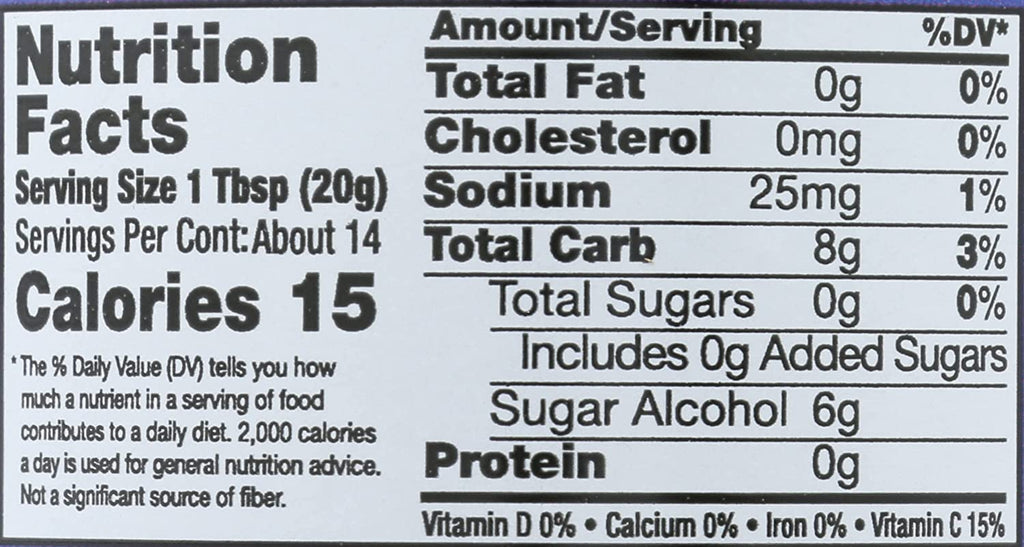 Nutrition
Facts
Serving Size 1 Tbsp (20g)
Servings Per Cont: About 14
Calories 15
* The % Daily Value (DV) tells you how
much a nutrient in a serving of food
contributes to a daily diet. 2,000 calories
a day is used for general nutrition advice.
Not a significant source of fiber.
Amount/Serving %DV*
Total Fat 0g 0%
Cholesterol 0mg 0%
Sodium 25mg 1%
Total Carb 8g 3%
Total Sugars 0g 0%
Includes 0g Added Sugars
Sugar Alcohol 6g
Protein 0g
Vitamin D 0% • Calcium 0% • Iron 0% • Vitamin C 15%